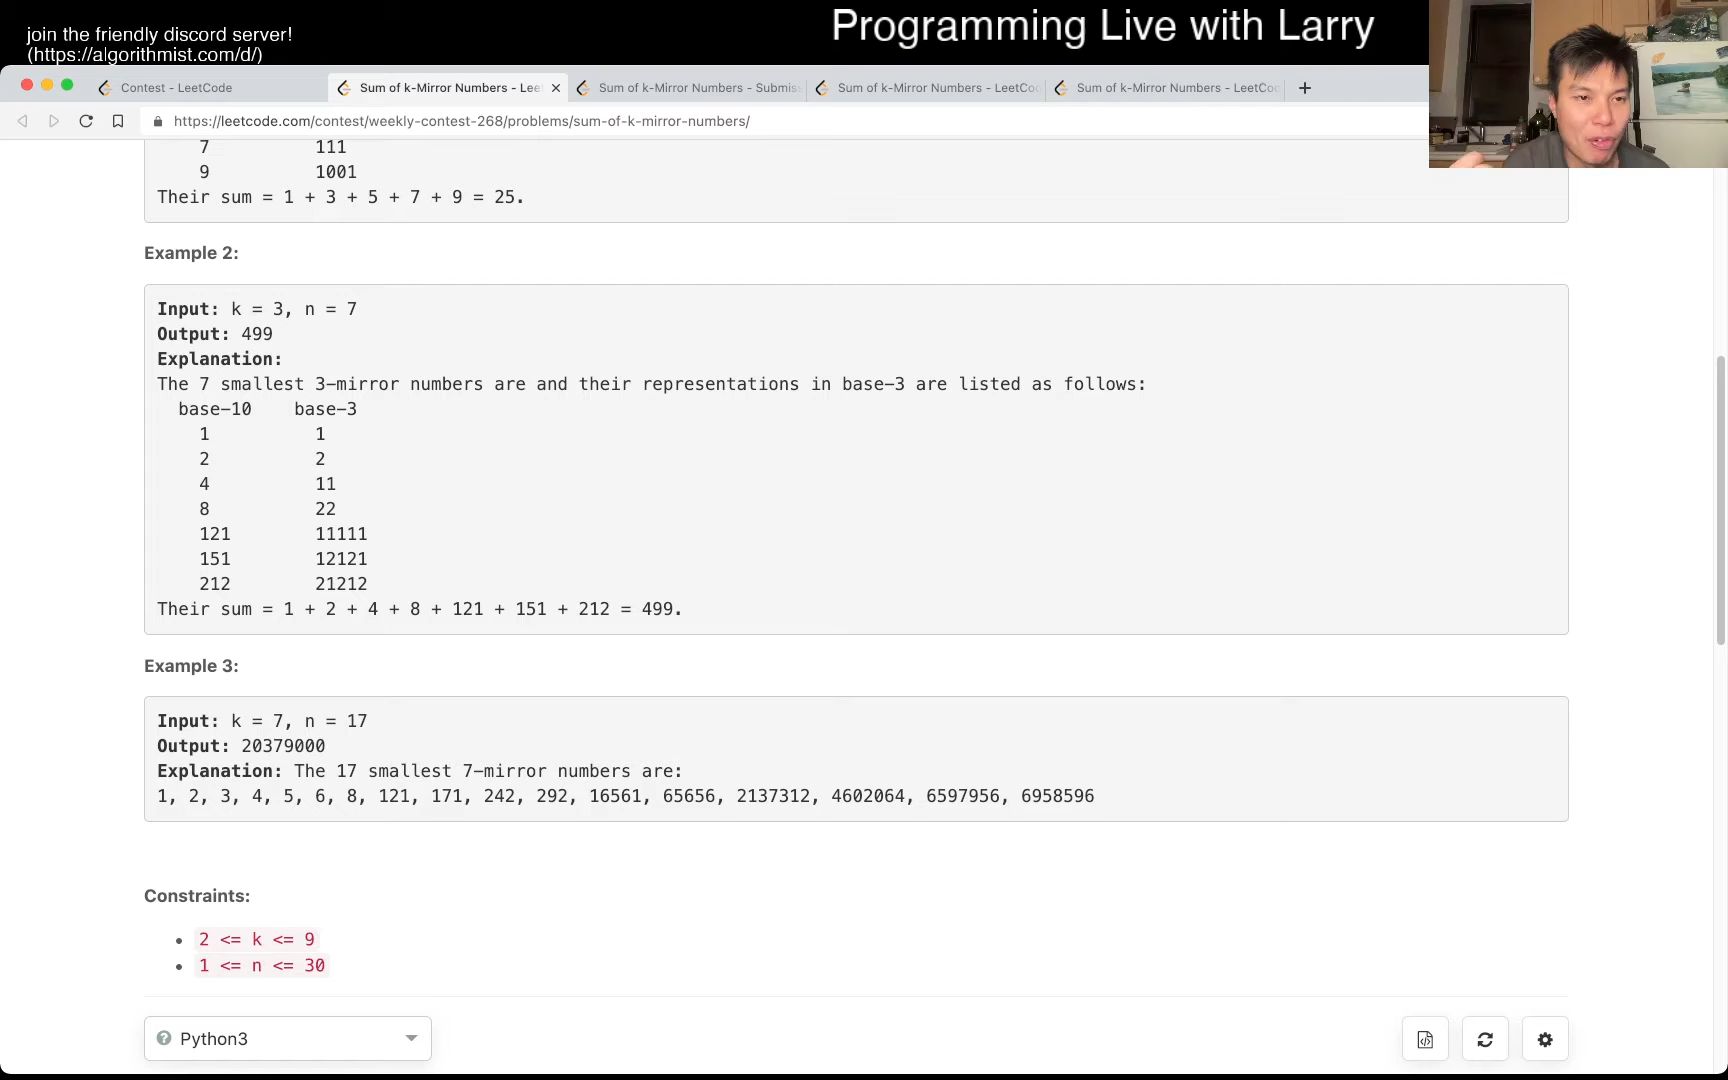 join the friendly discord server!
(https://algorithmist.com/d/)
Programming Live with Larry
Contest - LeetCode
Sum of k-Mirror Numbers - Lee
Sum of k-Mirror Numbers - Submis
Sum of k-Mirror Numbers - LeetCo
Sum of k-Mirror Numbers - LeetCo
https://leetcode.com/contest/weekly-contest-268/problems/sum-of-k-mirror-numbers/
7 111
9 1001
Their sum = 1 + 3 + 5 + 7 + 9 = 25.
Example 2:
Input: k = 3, n = 7
Output: 499
Explanation:
The 7 smallest 3-mirror numbers are and their representations in base-3 are listed as follows:
base-10 base-3
1 1
2 2
4 11
8 22
121 11111
151 12121
212 21212
Their sum = 1 + 2 + 4 + 8 + 121 + 151 + 212 = 499.
Example 3:
Input: k = 7, n = 17
Output: 20379000
Explanation: The 17 smallest 7-mirror numbers are:
1, 2, 3, 4, 5, 6, 8, 121, 171, 242, 292, 16561, 65656, 2137312, 4602064, 6597956, 6958596
Constraints:
• 2 <= k <= 9
• 1 <= n <= 30
Python3